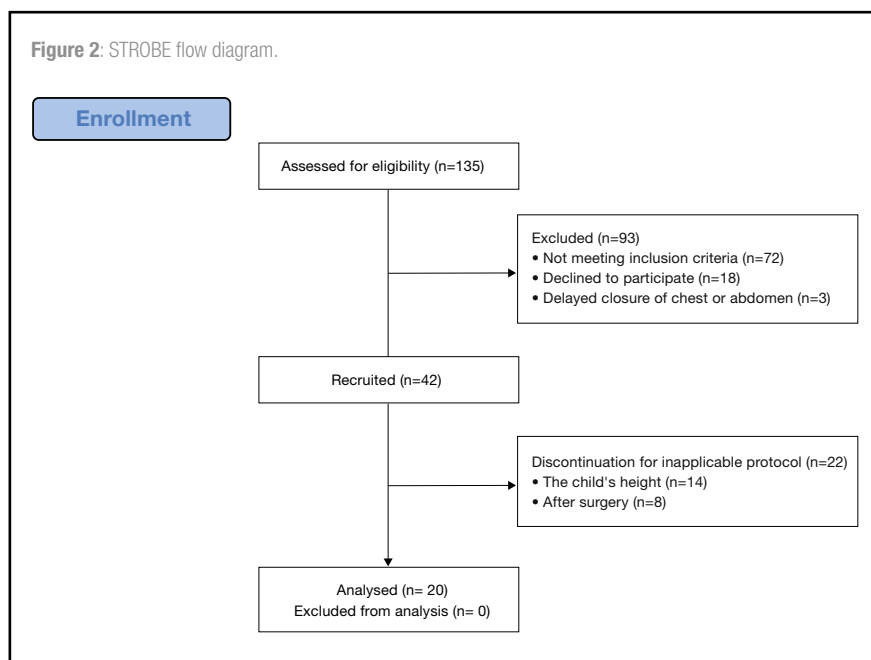 Figure 2: STROBE flow diagram.
Enrollment
Assessed for eligibility (n=135)
Excluded (n=93)
• Not meeting inclusion criteria (n=72)
• Declined to participate (n=18)
• Delayed closure of chest or abdomen (n=3)
Recruited (n=42)
Discontinuation for inapplicable protocol (n=22)
• The child's height (n=14)
• After surgery (n=8)
Analysed (n= 20)
Excluded from analysis (n= 0)